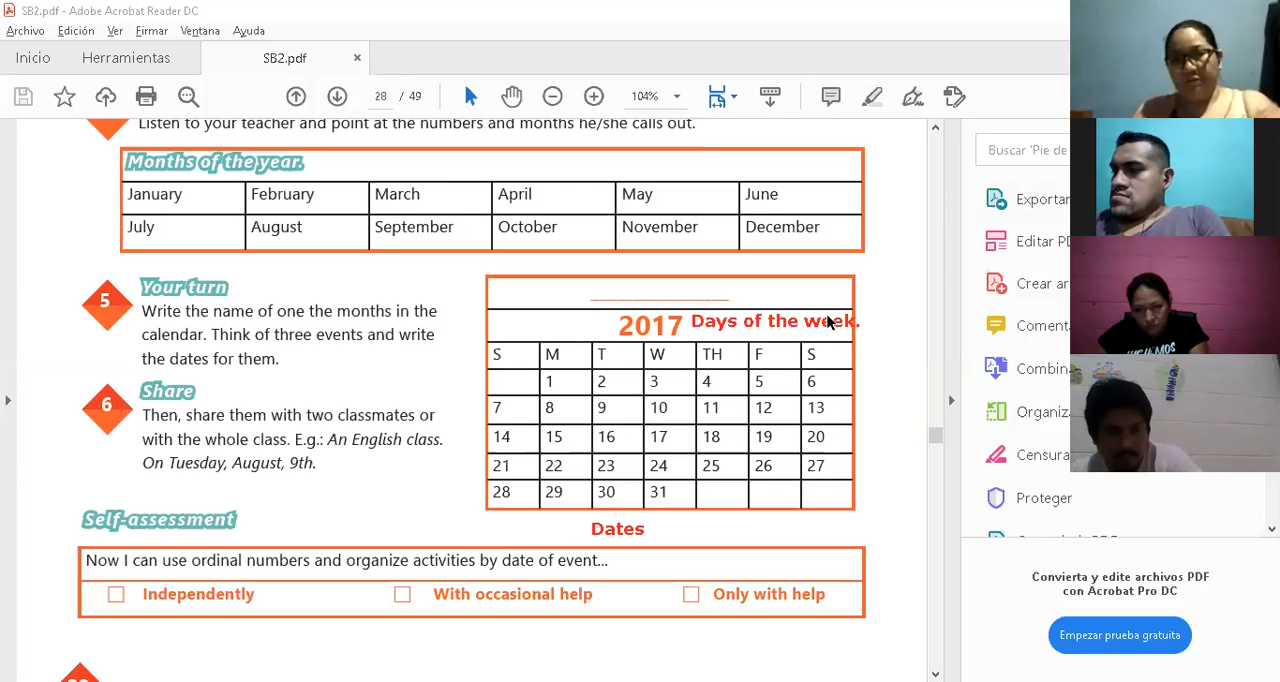 SB2.pdf - Adobe Acrobat Reader DC
Archivo Edición Ver Firmar Ventana Ayuda
Inicio Herramientas SB2.pdf ×
28 / 49 104%
Listen to your teacher and point at the numbers and months he/she calls out.
Months of the year.
January February March April May June
July August September October November December
5 Your turn
Write the name of one the months in the
calendar. Think of three events and write
the dates for them.
6 Share
Then, share them with two classmates or
with the whole class. E.g.: An English class.
On Tuesday, August, 9th.
2017 Days of the week.
S M T W TH F S
1 2 3 4 5 6
7 8 9 10 11 12 13
14 15 16 17 18 19 20
21 22 23 24 25 26 27
28 29 30 31
Dates
Self-assessment
Now I can use ordinal numbers and organize activities by date of event...
Independently With occasional help Only with help
Buscar 'Pie de
Exportar
Editar PD
Crear ar
Coment
Combin
Organiz
Censura
Proteger
Convierta y edite archivos PDF
con Acrobat Pro DC
Empezar prueba gratuita